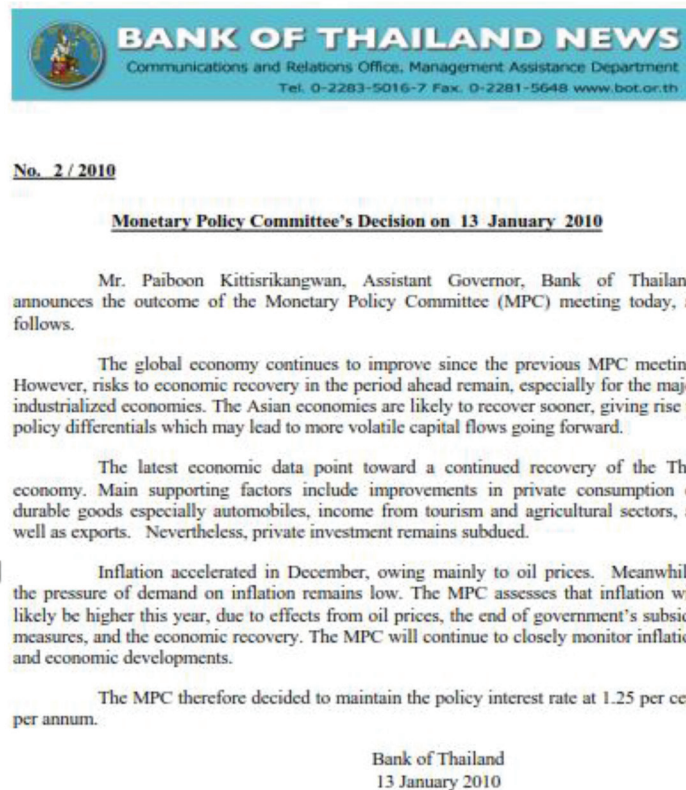 BANK OF THAILAND NEWS
Communications and Relations Office, Management Assistance Department
Tel. 0-2283-5016-7 Fax. 0-2281-5648 www.bot.or.th
No. 2 / 2010
Monetary Policy Committee's Decision on 13 January 2010
Mr. Paiboon Kittisrikangwan, Assistant Governor, Bank of Thailan
announces the outcome of the Monetary Policy Committee (MPC) meeting today,
follows.
The global economy continues to improve since the previous MPC meetin
However, risks to economic recovery in the period ahead remain, especially for the maj
industrialized economies. The Asian economies are likely to recover sooner, giving rise
policy differentials which may lead to more volatile capital flows going forward.
The latest economic data point toward a continued recovery of the Th
economy. Main supporting factors include improvements in private consumption
durable goods especially automobiles, income from tourism and agricultural sectors,
well as exports. Nevertheless, private investment remains subdued.
Inflation accelerated in December, owing mainly to oil prices. Meanwhil
the pressure of demand on inflation remains low. The MPC assesses that inflation w
likely be higher this year, due to effects from oil prices, the end of government's subsid
measures, and the economic recovery. The MPC will continue to closely monitor inflatio
and economic developments.
The MPC therefore decided to maintain the policy interest rate at 1.25 per ce
per annum.
Bank of Thailand
13 January 2010